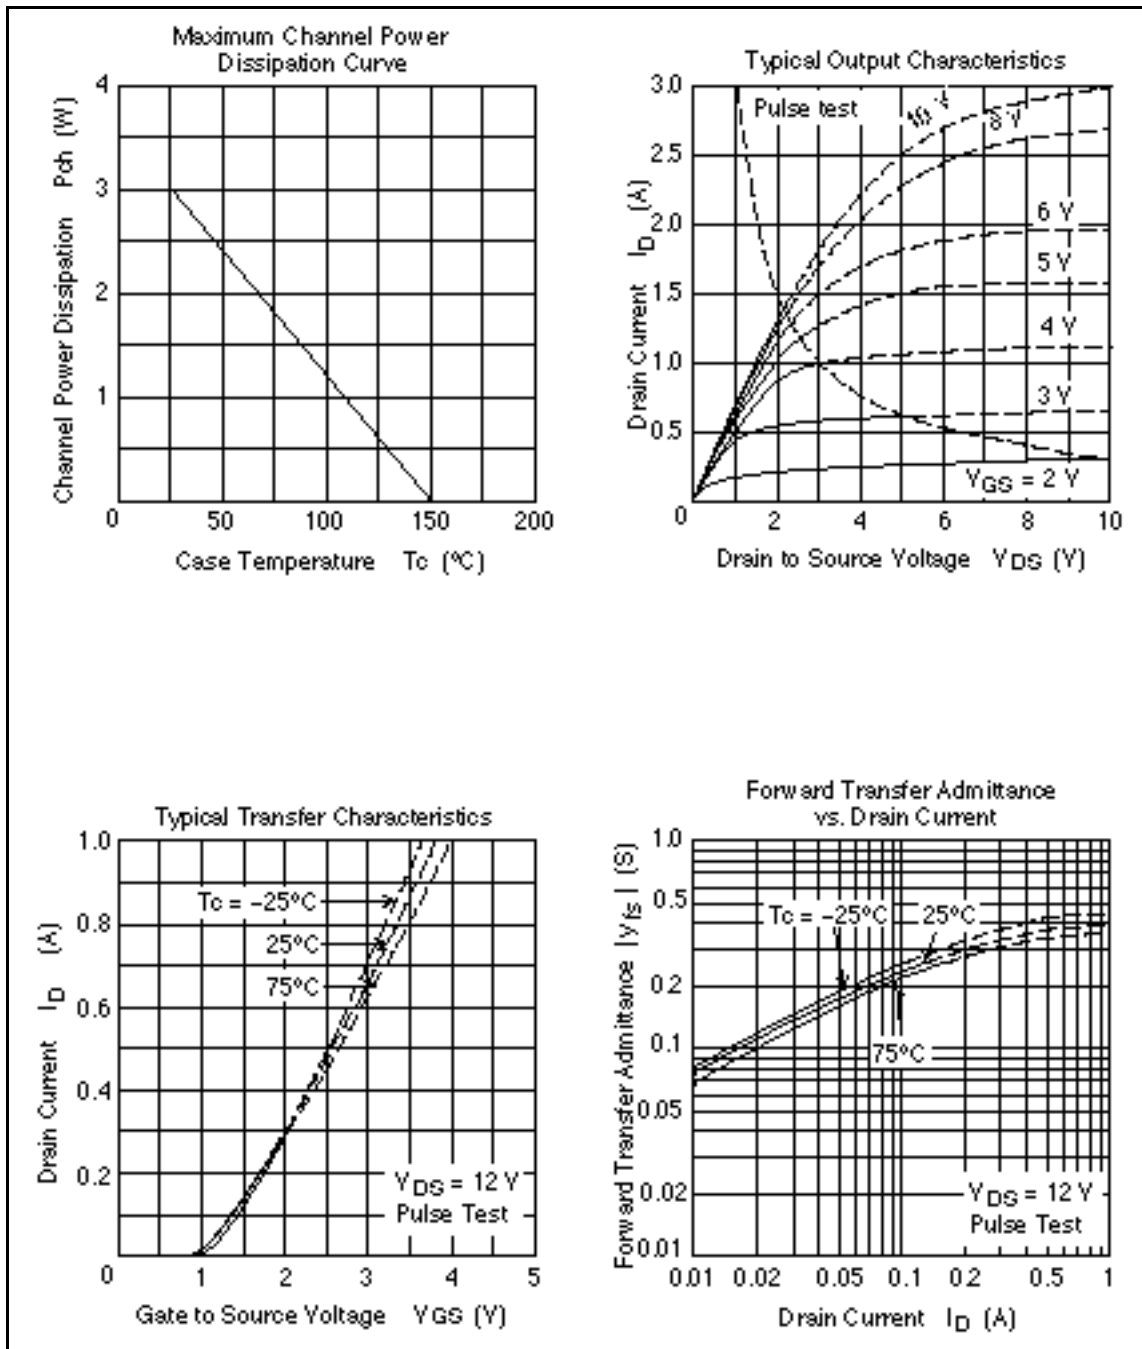 Maximum Channel Power
Dissipation Curve
4
3
2
1
0
50
100
150
200
Channel Power Dissipation Pch (W)
Case Temperature Tc (°C)
Typical Output Characteristics
Pulse test
10 V
8 V
6 V
5 V
4 V
3 V
VGS = 2 V
3.0
2.5
2.0
1.5
1.0
0.5
0
2
4
6
8
10
Drain Current ID (A)
Drain to Source Voltage VDS (V)
Typical Transfer Characteristics
1.0
0.8
0.6
0.4
0.2
0
1
2
3
4
5
Tc = –25°C
25°C
75°C
VDS = 12 V
Pulse Test
Drain Current ID (A)
Gate to Source Voltage VGS (V)
Forward Transfer Admittance
vs. Drain Current
1.0
0.5
0.2
0.1
0.05
0.02
0.01
0.01
0.02
0.05
0.1
0.2
0.5
1
Tc = –25°C
25°C
75°C
VDS = 12 V
Pulse Test
Forward Transfer Admittance |yfs| (S)
Drain Current ID (A)